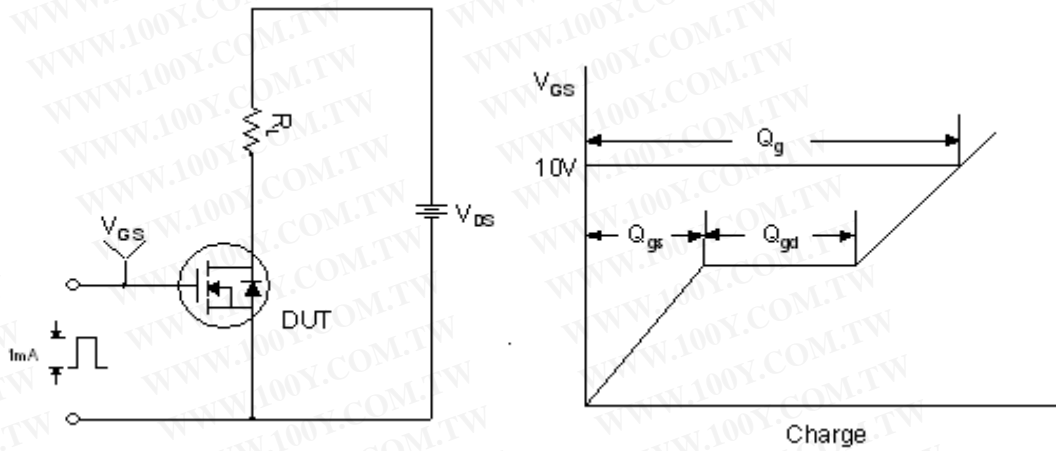 R_L
V_GS
V_DS
DUT
1mA
V_GS
Q_g
10V
Q_gs
Q_gd
Charge
WWW.100Y.COM.TW